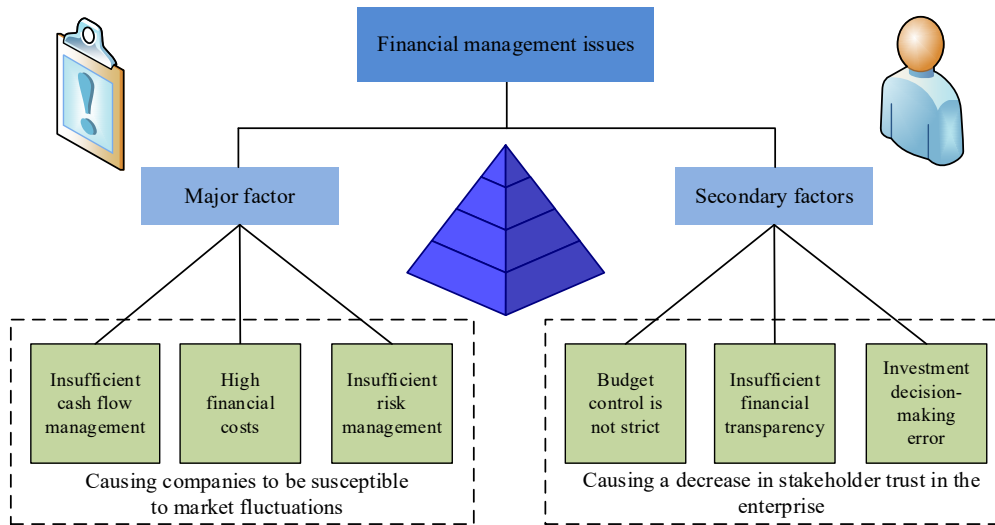 Financial management issues
Major factor
Secondary factors
Insufficient
cash flow
management
High
financial
costs
Insufficient
risk
management
Causing companies to be susceptible
to market fluctuations
Budget
control is
not strict
Insufficient
financial
transparency
Investment
decision-
making
error
Causing a decrease in stakeholder trust in the
enterprise